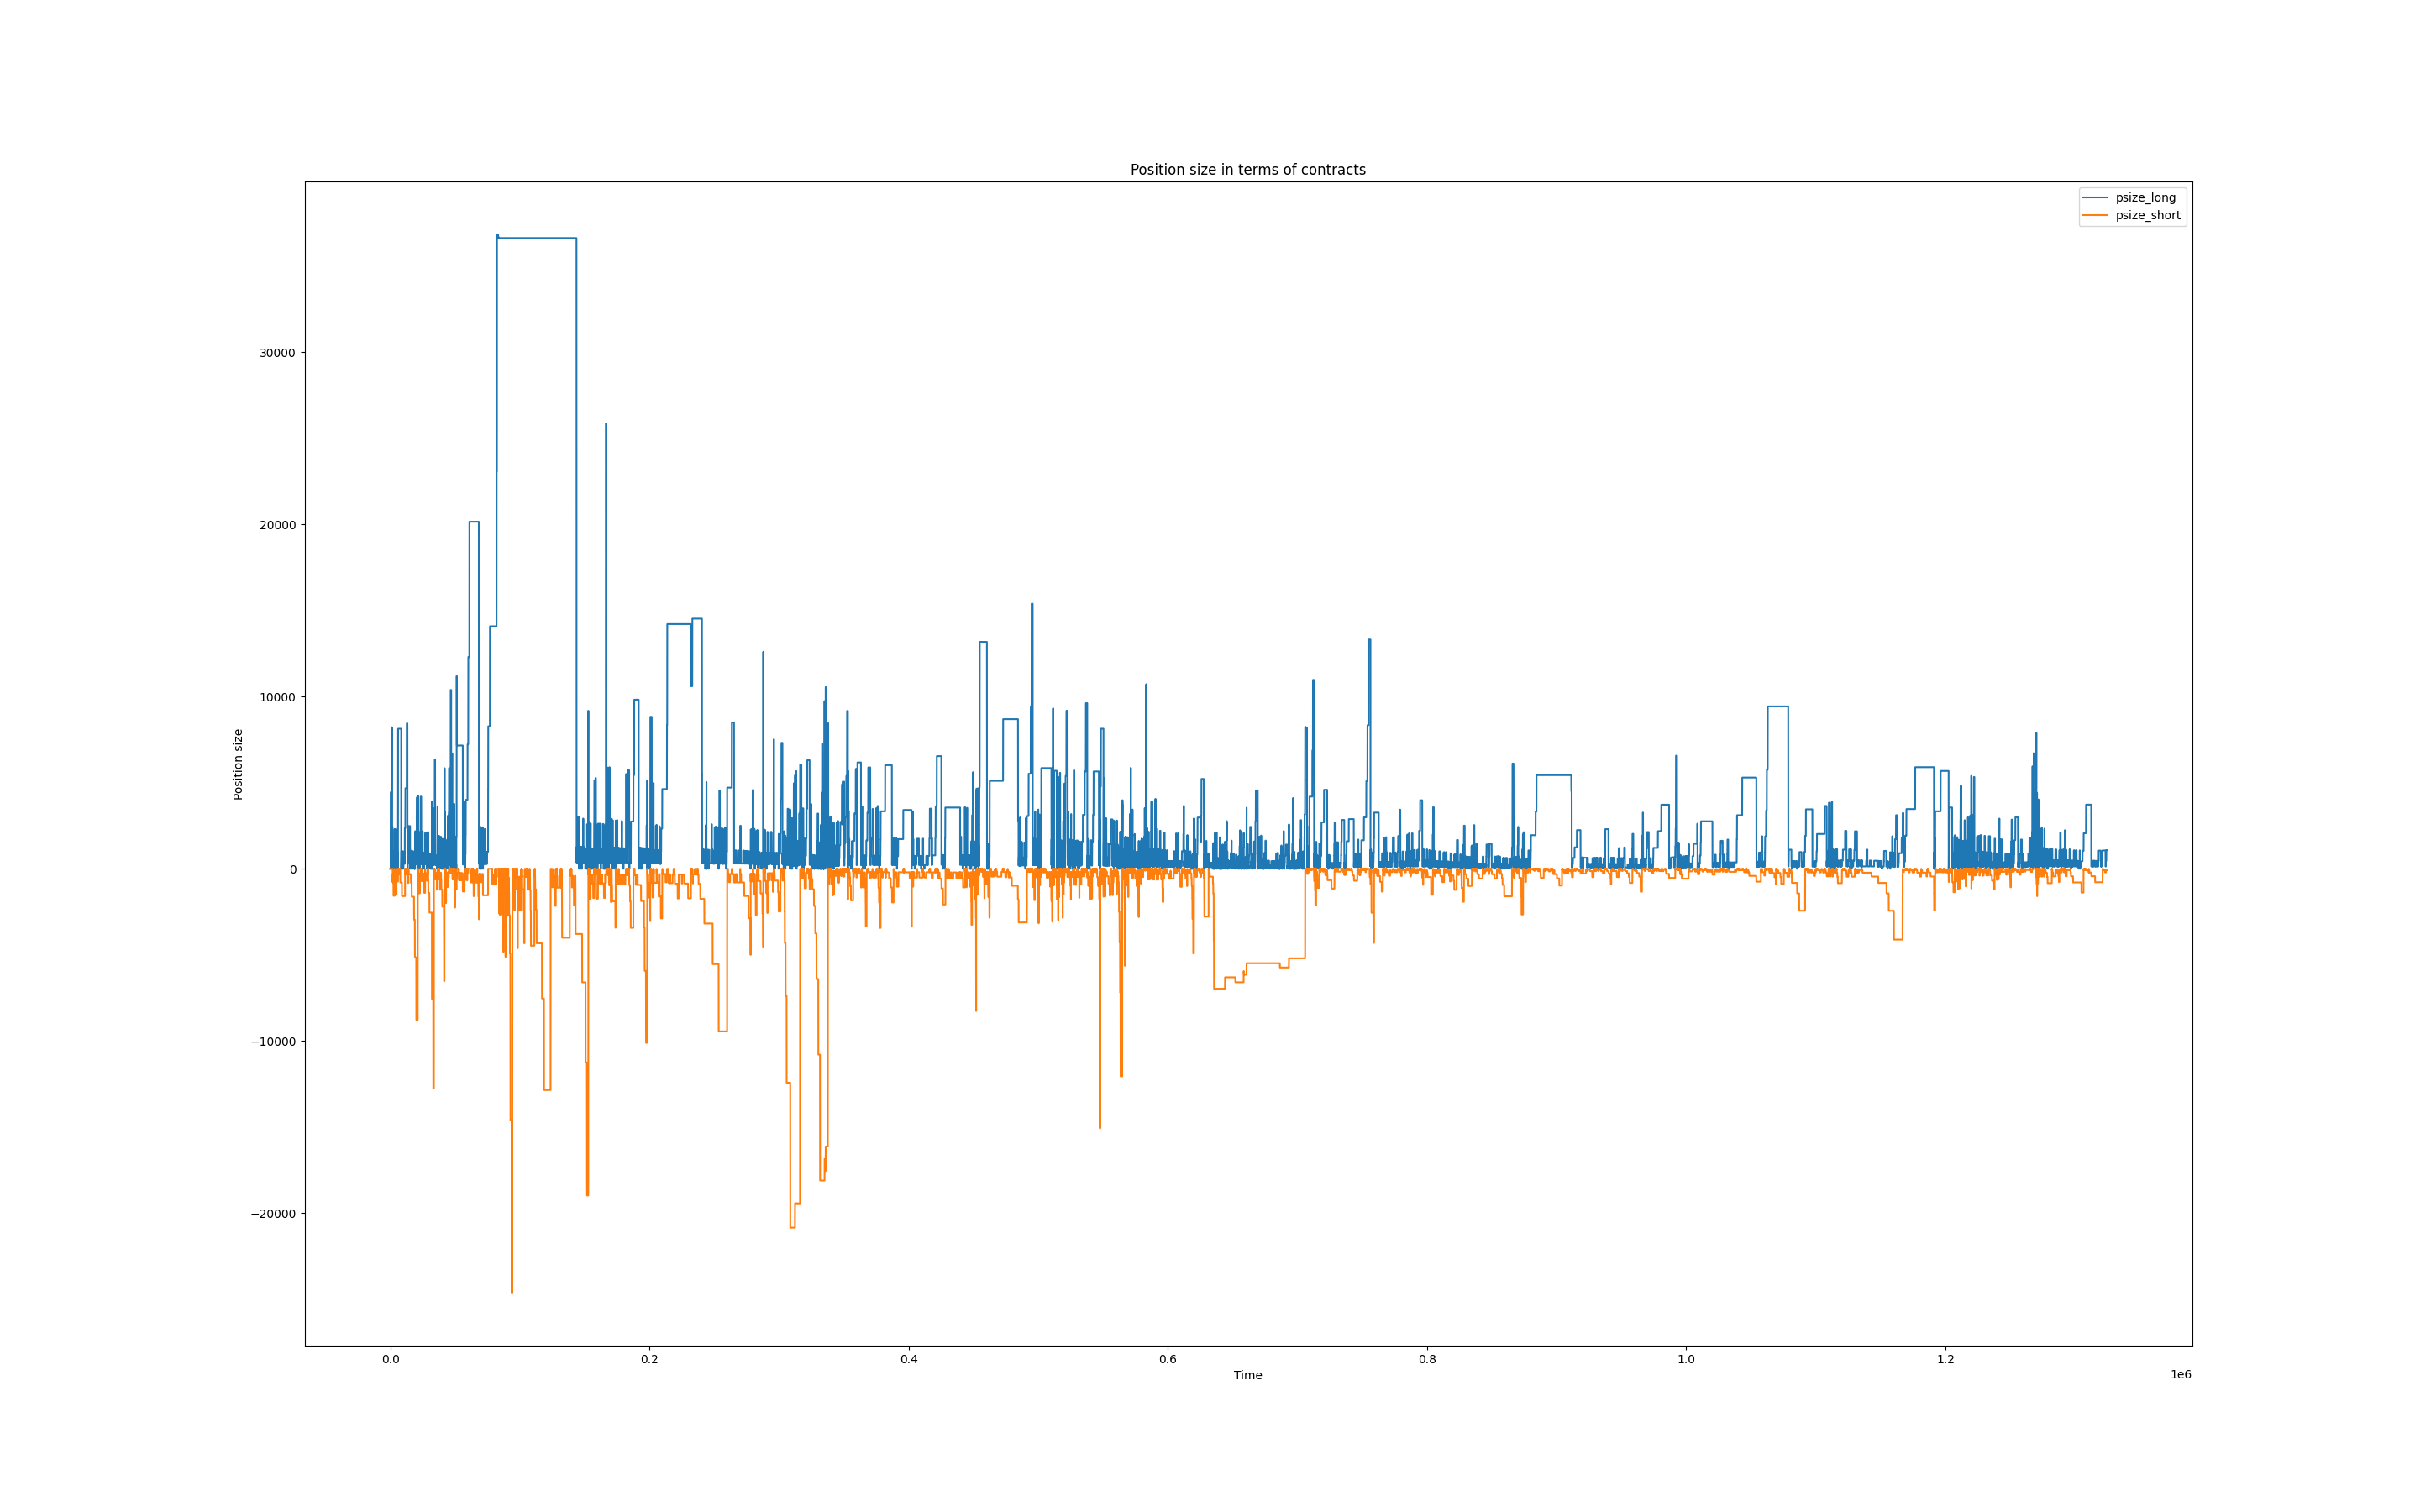 Position size in terms of contracts
psize_long
psize_short
30000
20000
10000
0
−10000
−20000
Position size
0.0 0.2 0.4 0.6 0.8 1.0 1.2
Time
1e6